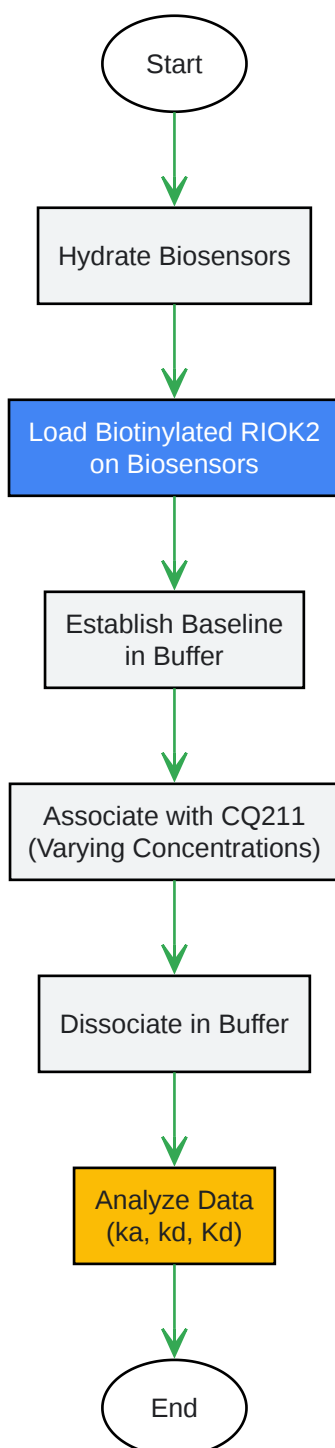 Start
Hydrate Biosensors
Load Biotinylated RIOK2
on Biosensors
Establish Baseline
in Buffer
Associate with CQ211
(Varying Concentrations)
Dissociate in Buffer
Analyze Data
(ka, kd, Kd)
End